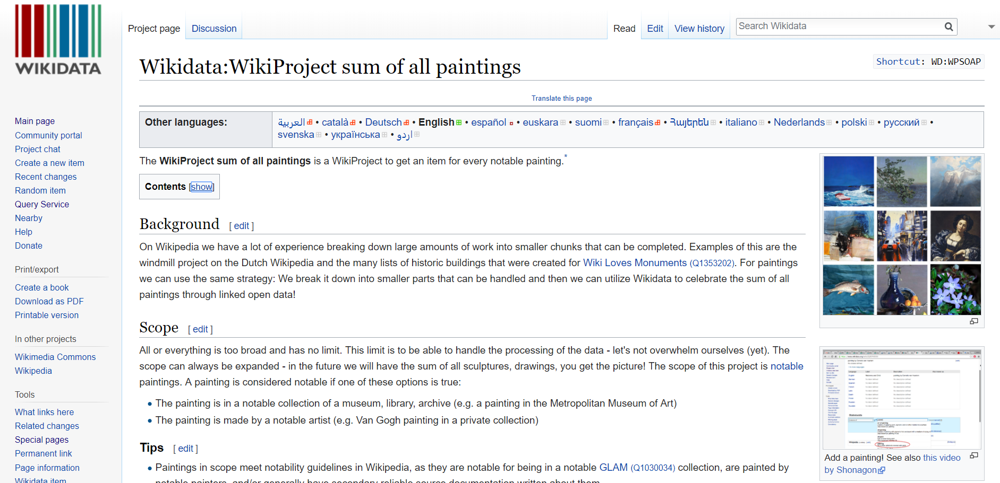 WIKIDATA
Project page
Discussion
Read
Edit
View history
Search Wikidata
Wikidata:WikiProject sum of all paintings
Shortcut: WD:WPSOAP
Translate this page
Other languages:
العربية • català • Deutsch • English • español • euskara • suomi • français • Հայերեն • italiano • Nederlands • polski • русский •
svenska • українська • اردو
The WikiProject sum of all paintings is a WikiProject to get an item for every notable painting.*
Contents [show]
Background [ edit ]
On Wikipedia we have a lot of experience breaking down large amounts of work into smaller chunks that can be completed. Examples of this are the
windmill project on the Dutch Wikipedia and the many lists of historic buildings that were created for Wiki Loves Monuments (Q1353202). For paintings
we can use the same strategy: We break it down into smaller parts that can be handled and then we can utilize Wikidata to celebrate the sum of all
paintings through linked open data!
Scope [ edit ]
All or everything is too broad and has no limit. This limit is to be able to handle the processing of the data - let's not overwhelm ourselves (yet). The
scope can always be expanded - in the future we will have the sum of all sculptures, drawings, you get the picture! The scope of this project is notable
paintings. A painting is considered notable if one of these options is true:
• The painting is in a notable collection of a museum, library, archive (e.g. a painting in the Metropolitan Museum of Art)
• The painting is made by a notable artist (e.g. Van Gogh painting in a private collection)
Tips [ edit ]
• Paintings in scope meet notability guidelines in Wikipedia, as they are notable for being in a notable GLAM (Q1030034) collection, are painted by
notable painters, and/or generally have secondary reliable source documentation written about them.
Main page
Community portal
Project chat
Create a new item
Recent changes
Random item
Query Service
Nearby
Help
Donate
Print/export
Create a book
Download as PDF
Printable version
In other projects
Wikimedia Commons
Wikipedia
Tools
What links here
Related changes
Special pages
Permanent link
Page information
Wikidata item
Statements
Add a painting! See also this video
by Shonagon